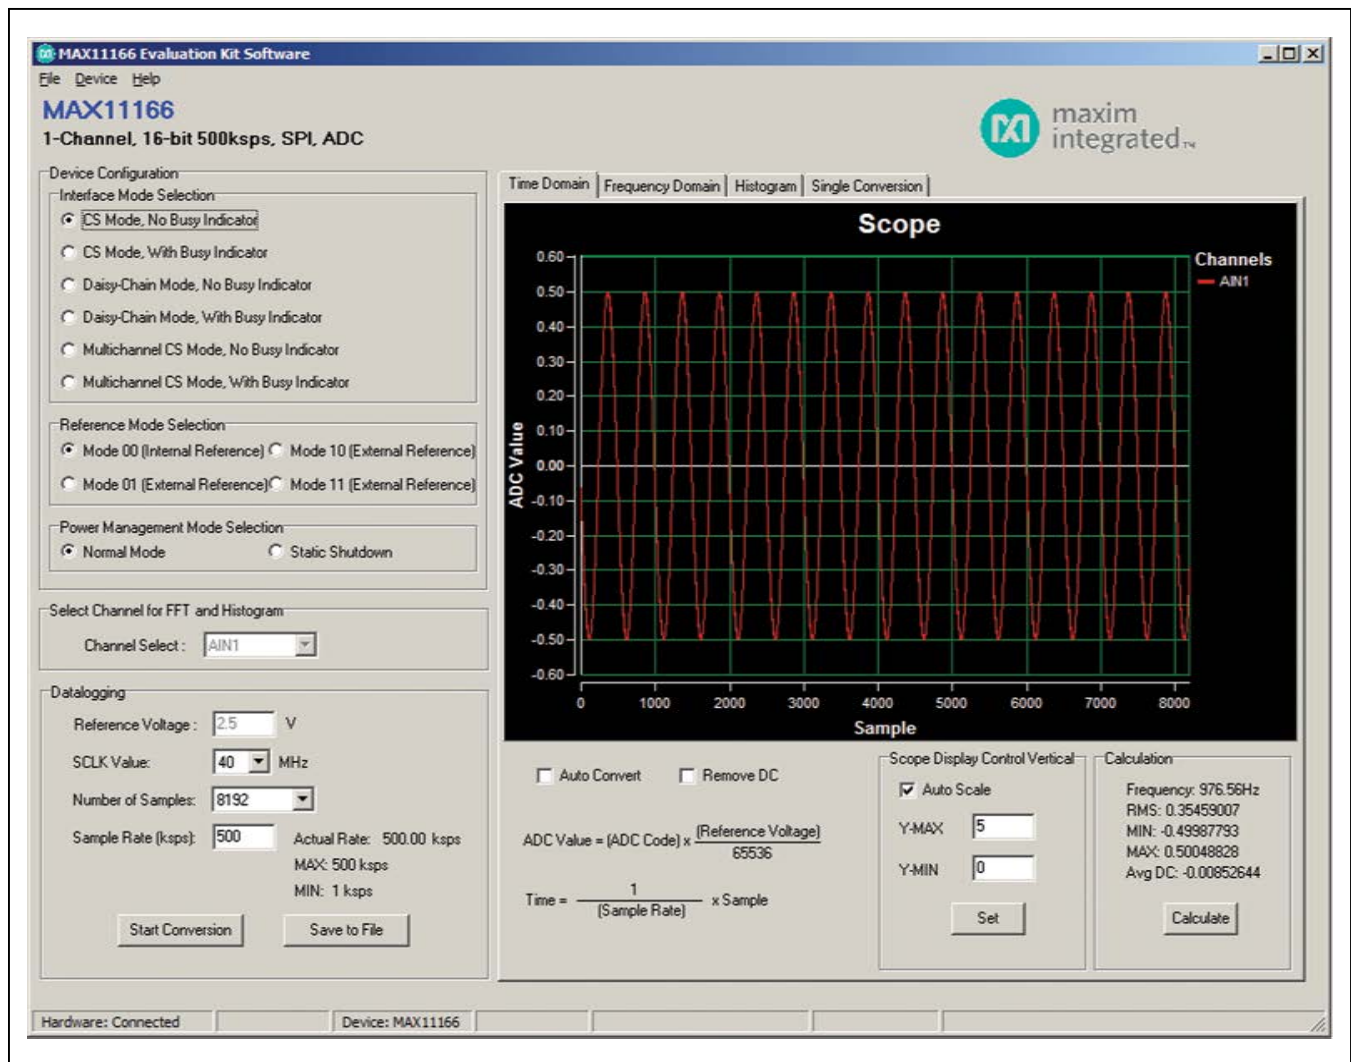 MAX11166 Evaluation Kit Software
File Device Help
MAX11166
1-Channel, 16-bit 500ksps, SPI, ADC
maxim
integrated™
Device Configuration
Interface Mode Selection
CS Mode, No Busy Indicator
CS Mode, With Busy Indicator
Daisy-Chain Mode, No Busy Indicator
Daisy-Chain Mode, With Busy Indicator
Multichannel CS Mode, No Busy Indicator
Multichannel CS Mode, With Busy Indicator
Reference Mode Selection
Mode 00 (Internal Reference) Mode 10 (External Reference)
Mode 01 (External Reference) Mode 11 (External Reference)
Power Management Mode Selection
Normal Mode Static Shutdown
Select Channel for FFT and Histogram
Channel Select : AIN1
Datalogging
Reference Voltage : 2.5 V
SCLK Value: 40 MHz
Number of Samples: 8192
Sample Rate (ksps): 500 Actual Rate: 500.00 ksps
MAX: 500 ksps
MIN: 1 ksps
Start Conversion Save to File
Time Domain Frequency Domain Histogram Single Conversion
Scope
Channels
AIN1
ADC Value
0.60
0.50
0.40
0.30
0.20
0.10
0.00
-0.10
-0.20
-0.30
-0.40
-0.50
-0.60
0 1000 2000 3000 4000 5000 6000 7000 8000
Sample
Auto Convert Remove DC
ADC Value = (ADC Code) x (Reference Voltage)
65536
Time = 1 x Sample
(Sample Rate)
Scope Display Control Vertical
Auto Scale
Y-MAX 5
Y-MIN 0
Set
Calculation
Frequency: 976.56Hz
RMS: 0.35459007
MIN: -0.49987793
MAX: 0.50048828
Avg DC: -0.00852644
Calculate
Hardware: Connected Device: MAX11166